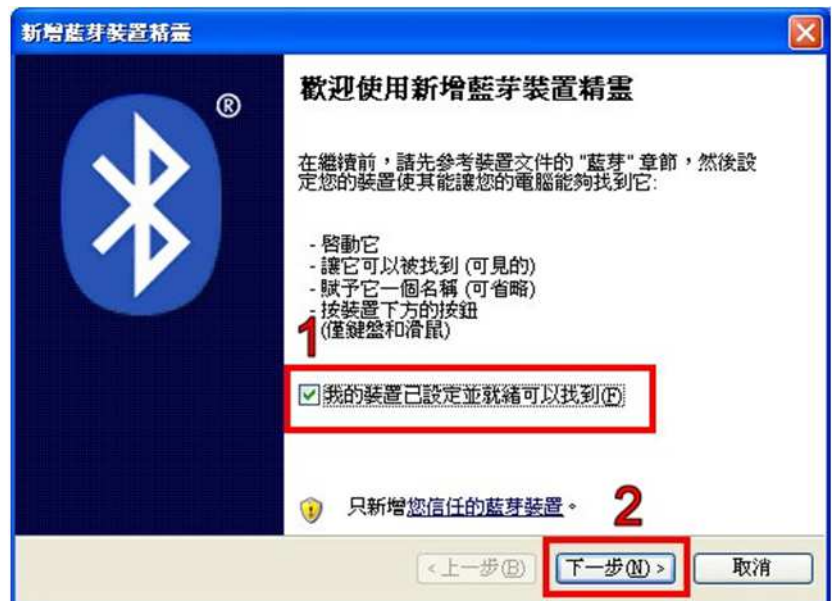 新增藍芽裝置精靈
®
歡迎使用新增藍芽裝置精靈
在繼續前，請先參考裝置文件的 "藍芽" 章節，然後設
定您的裝置使其能讓您的電腦能夠找到它:
- 啓動它
- 讓它可以被找到 (可見的)
- 賦予它一個名稱 (可省略)
- 按裝置下方的按鈕
(僅鍵盤和滑鼠)
1
我的裝置已設定並就緒可以找到(F)
只新增您信任的藍芽裝置。
2
<上一步(B)
下一步(N) >
取消